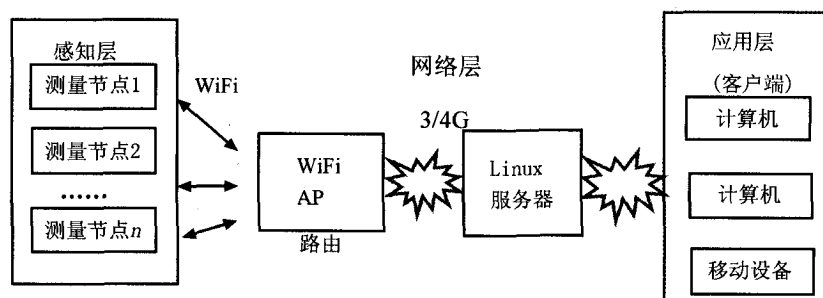 感知层
测量节点1
测量节点2
······
测量节点n
WiFi
网络层
3/4G
WiFi
AP
路由
Linux
服务器
应用层
(客户端)
计算机
计算机
移动设备